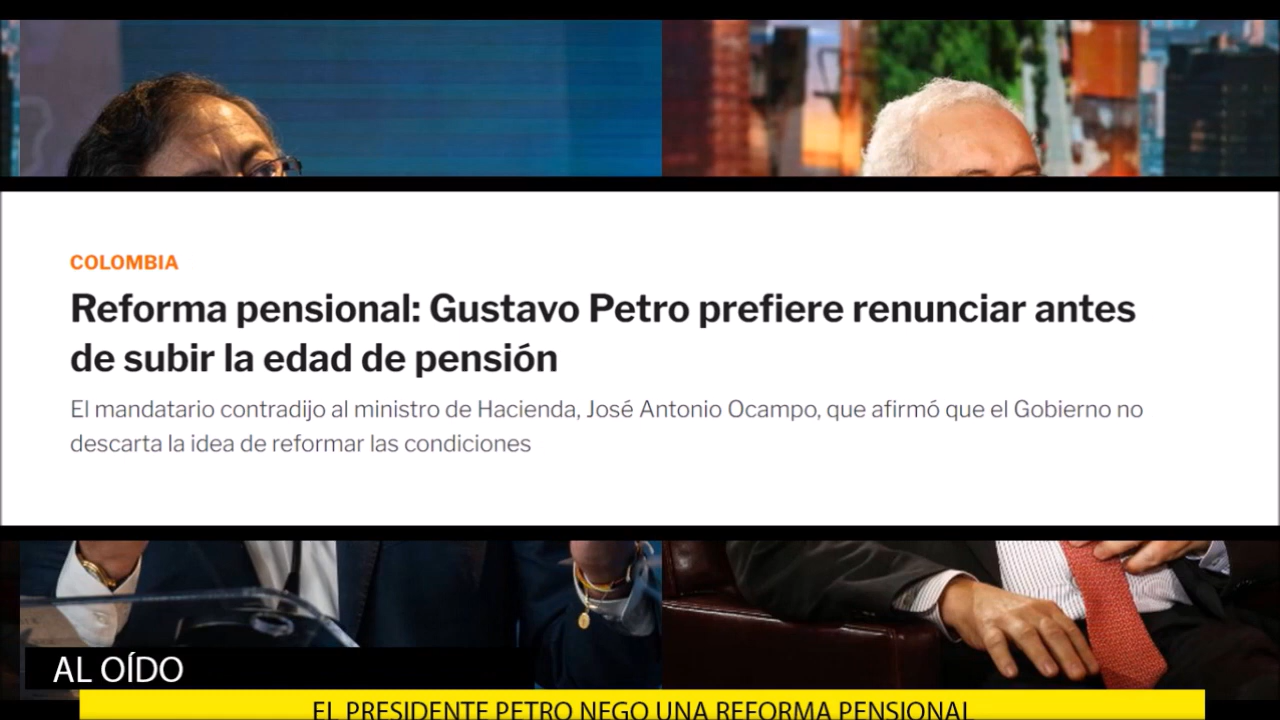 COLOMBIA
Reforma pensional: Gustavo Petro prefiere renunciar antes
de subir la edad de pensión
El mandatario contradijo al ministro de Hacienda, José Antonio Ocampo, que afirmó que el Gobierno no
descarta la idea de reformar las condiciones
AL OÍDO
EL PRESIDENTE PETRO NEGO UNA REFORMA PENSIONAL